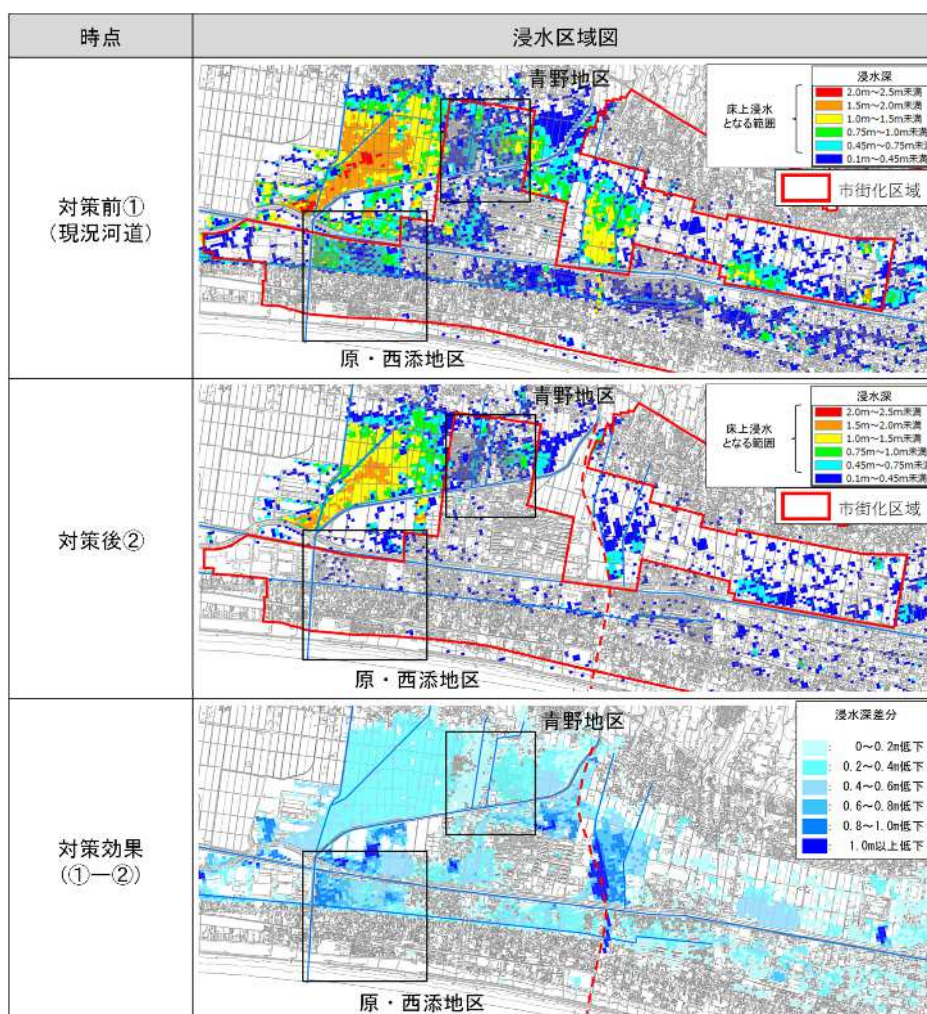 時点
浸水区域図
対策前①
(現況河道)
青野地区
原・西添地区
床上浸水
となる範囲
浸水深
2.0m～2.5m未満
1.5m～2.0m未満
1.0m～1.5m未満
0.75m～1.0m未満
0.45m～0.75m未満
0.1m～0.45m未満
市街化区域
対策後②
青野地区
原・西添地区
床上浸水
となる範囲
浸水深
2.0m～2.5m未満
1.5m～2.0m未満
1.0m～1.5m未満
0.75m～1.0m未満
0.45m～0.75m未満
0.1m～0.45m未満
市街化区域
対策効果
(①―②)
青野地区
原・西添地区
浸水深差分
: 0～0.2m低下
: 0.2～0.4m低下
: 0.4～0.6m低下
: 0.6～0.8m低下
: 0.8～1.0m低下
: 1.0m以上低下